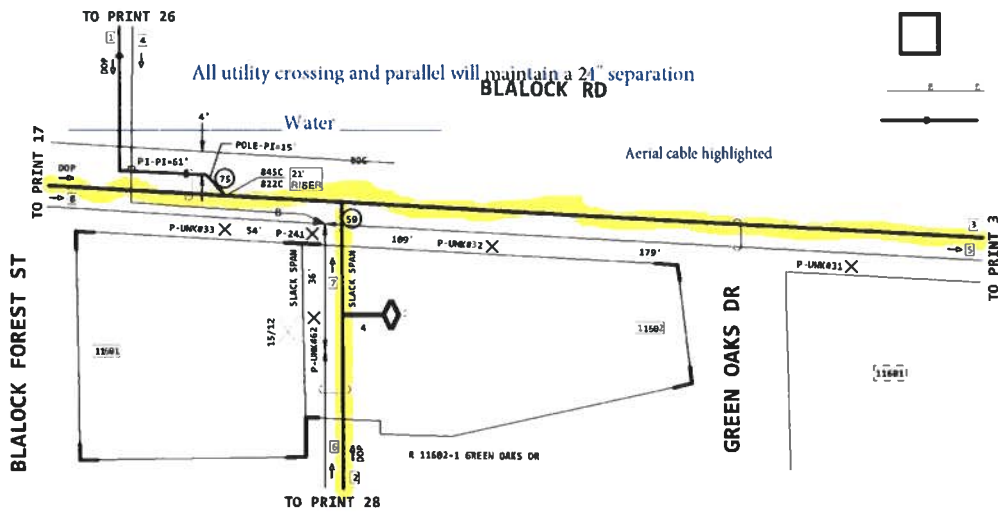 TO PRINT 26
1
4
DOP
All utility crossing and parallel will maintain a 24" separation
BLALOCK RD
4'
Water
POLE-PI=15'
Aerial cable highlighted
TO PRINT 17
DOP
PI-PI=61'
BOC
75
845C
822C
21'
RISER
8
50
3
5
TO PRINT 3
P-UNK#33
54'
P-241
109'
P-UNK#32
179'
P-UNK#31
SLACK SPAN
36'
7
SLACK SPAN
4
15/12
P-UNK#62
11601
11602
11601
BLALOCK FOREST ST
GREEN OAKS DR
6
DOP
2
R 11602-1 GREEN OAKS DR
TO PRINT 28